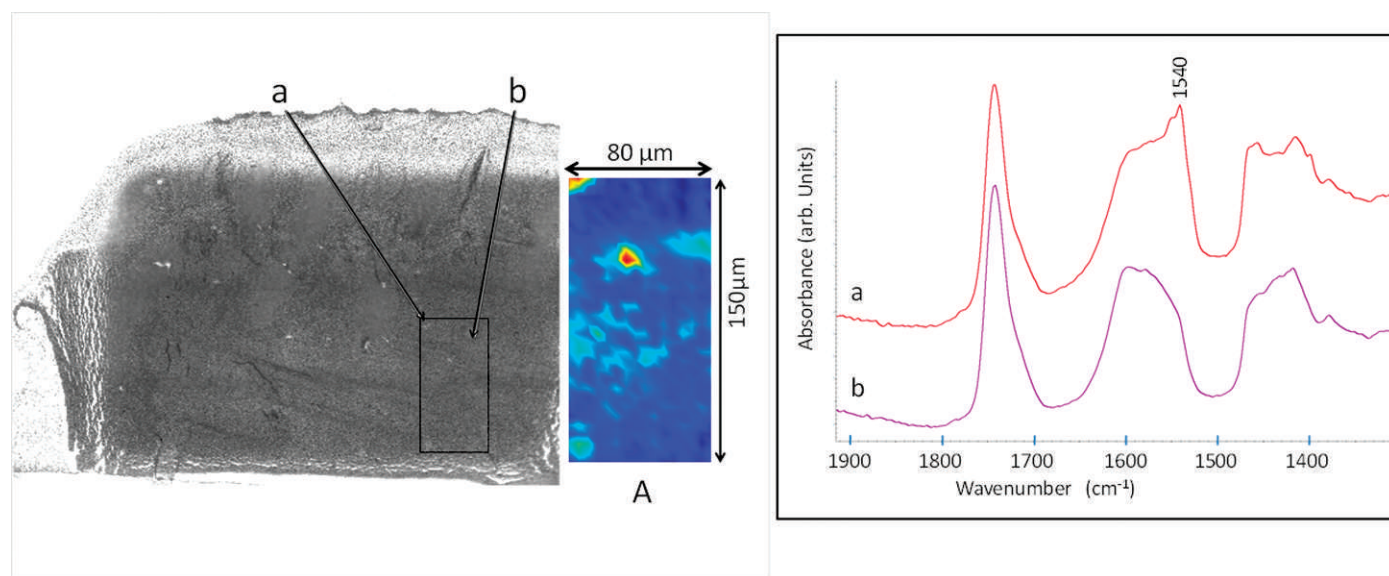 a
b
80 µm
150µm
A
1540
Absorbance (arb. Units)
a
b
1900
1800
1700
1600
1500
1400
Wavenumber (cm⁻¹)